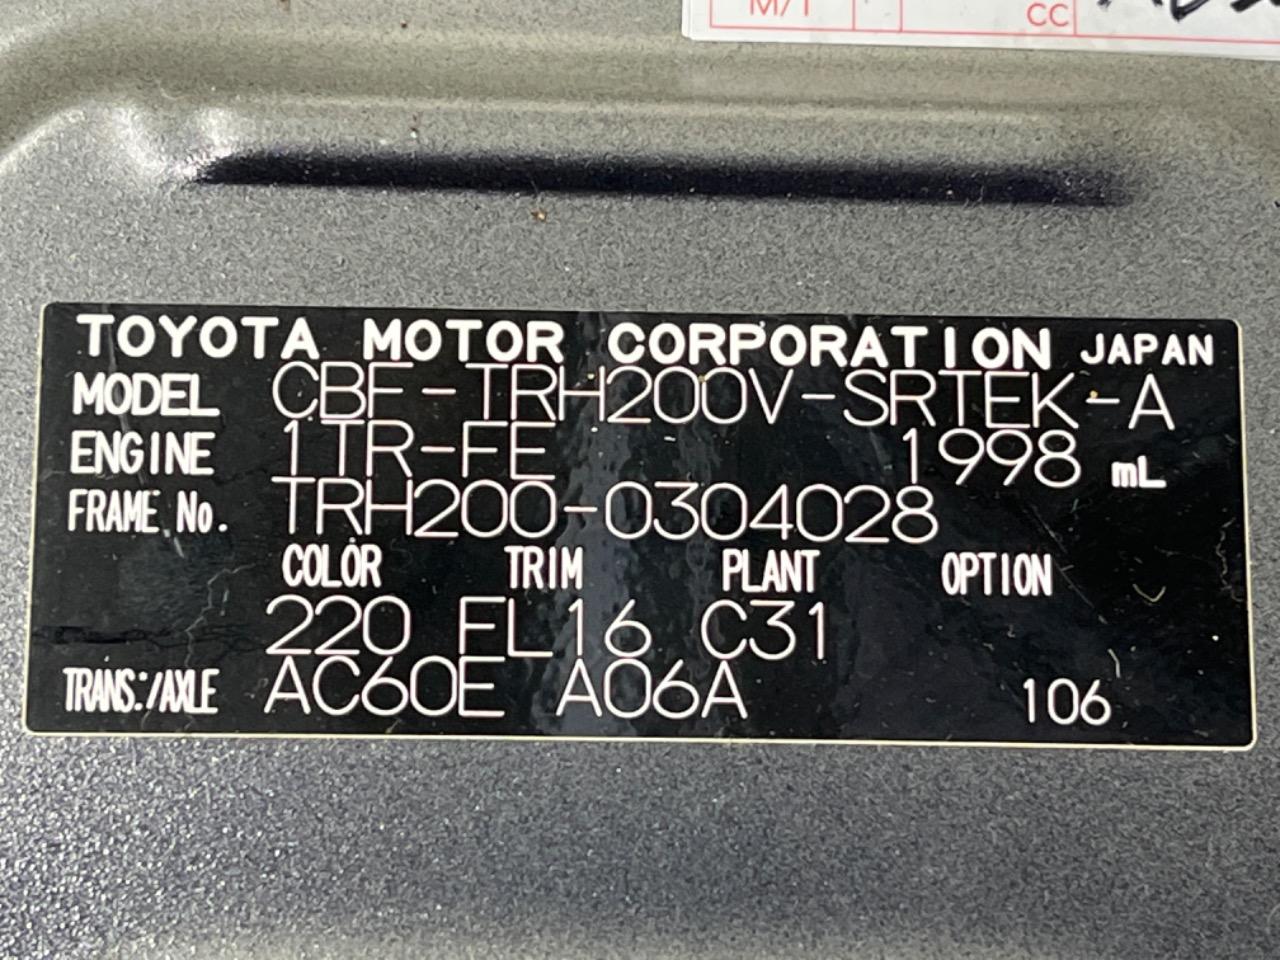 M/T
CC
TOYOTA MOTOR CORPORATION JAPAN
MODEL CBF-TRH200V-SRTEK-A
ENGINE 1TR-FE 1998 mL
FRAME No. TRH200-0304028
COLOR TRIM PLANT OPTION
220 FL16 C31
TRANS./AXLE AC60E A06A 106